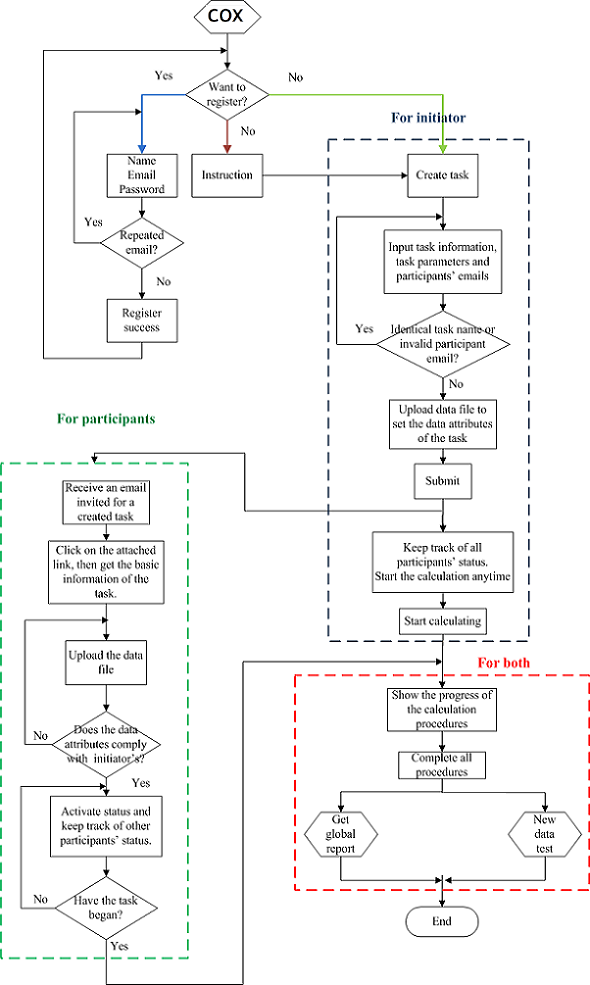 COX
Yes
No
Want to
register?
No
For initiator
Name
Email
Password
Instruction
Create task
Yes
Repeated
email?
No
Register
success
Input task information,
task parameters and
participants' emails
Yes
Identical task name or
invalid participant
email?
No
Upload data file to
set the data attributes
of the task
Submit
Keep track of all
participants' status.
Start the calculation anytime
Start calculating
For participants
Receive an email
invited for a
created task
Click on the attached
link, then get the basic
information of the
task.
Upload the data
file
No
Does the data
attributes comply
with initiator's?
Yes
Activate status and
keep track of other
participants' status.
No
Have the task
began?
Yes
For both
Show the progress of
the calculation
procedures
Complete all
procedures
Get
global
report
New
data
test
End